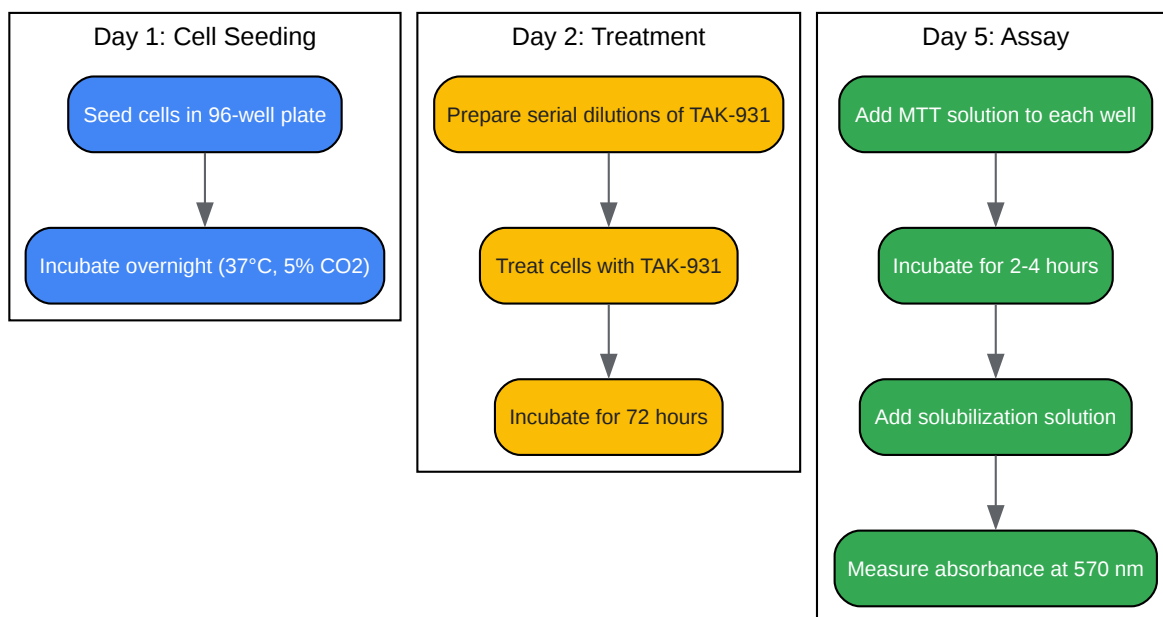 Day 1: Cell Seeding
Seed cells in 96-well plate
Incubate overnight (37°C, 5% CO2)
Day 2: Treatment
Prepare serial dilutions of TAK-931
Treat cells with TAK-931
Incubate for 72 hours
Day 5: Assay
Add MTT solution to each well
Incubate for 2-4 hours
Add solubilization solution
Measure absorbance at 570 nm